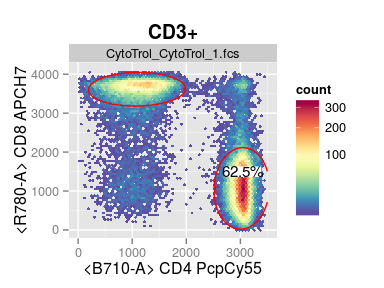 CD3+
CytoTrol_CytoTrol_1.fcs
<R780-A> CD8 APCH7
4000
3000
2000
1000
0
62.5%
0 1000 2000 3000
<B710-A> CD4 PcpCy55
count
300
200
100